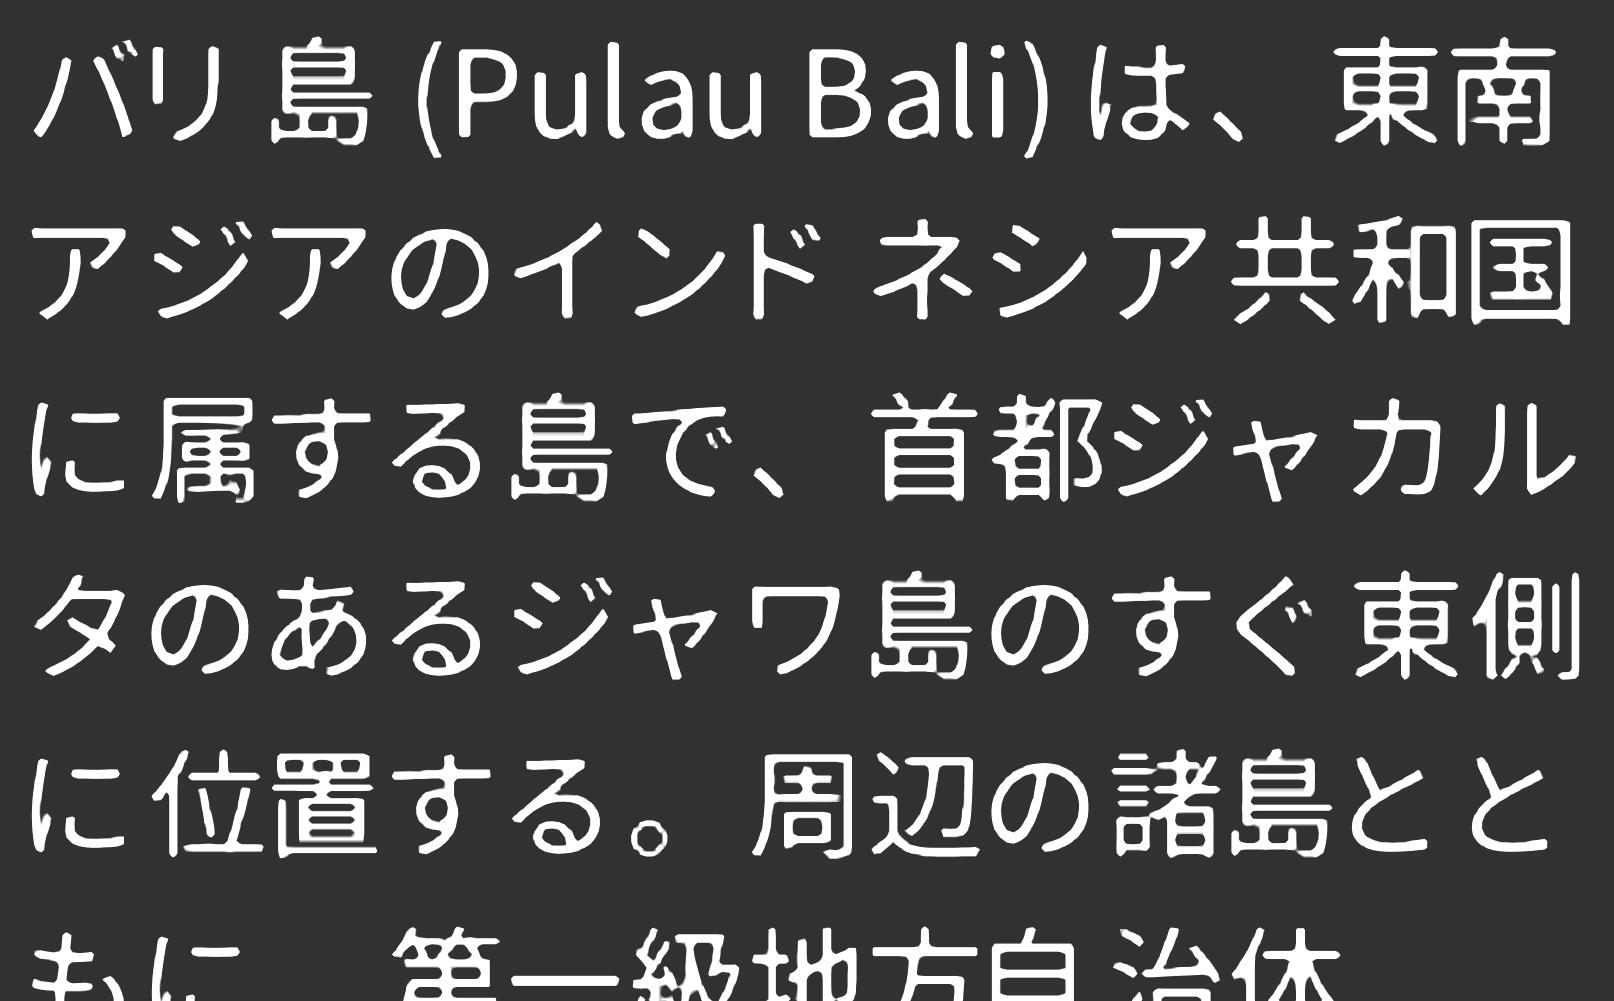 バリ島 (Pulau Bali) は、東南
アジアのインドネシア共和国
に属する島で、首都ジャカル
タのあるジャワ島のすぐ東側
に位置する。周辺の諸島とと
もに、第一級地方自治体